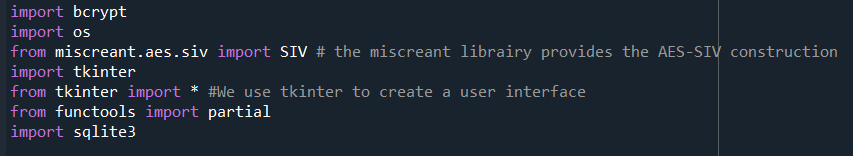 import bcrypt
import os
from miscreant.aes.siv import SIV # the miscreant librairy provides the AES-SIV construction
import tkinter
from tkinter import * #We use tkinter to create a user interface
from functools import partial
import sqlite3